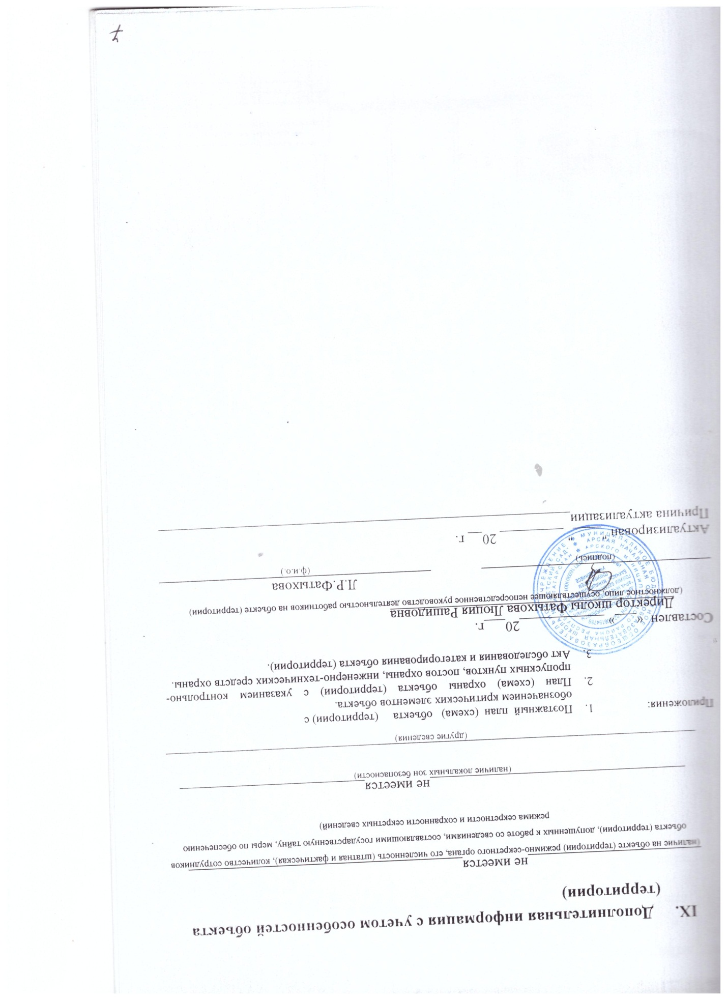 IX. Дополнительная информация с учетом особенностей объекта
(территории)
не имеется
(наличие на объекте (территории) режимно-секретного органа, его численность (штатная и фактическая), количество сотрудников
объекта (территории), допущенных к работе со сведениями, составляющими государственную тайну, меры по обеспечению
режима секретности и сохранности секретных сведений)
не имеется
(наличие локальных зон безопасности)
(другие сведения)
Приложения: 1. Поэтажный план (схема) объекта (территории) с
обозначением критических элементов объекта.
2. План (схема) охраны объекта (территории) с указанием контрольно-
пропускных пунктов, постов охраны, инженерно-технических средств охраны.
3. Акт обследования и категорирования объекта (территории).
Составлен « » ____________20___г.
Директор школы Фатыхова Люция Рашидовна
(должностное лицо, осуществляющее непосредственное руководство деятельностью работников на объекте (территории)
Л.Р.Фатыхова
(подпись) (ф.и.о.)
Актуализирован "____" _________ 20__ г.
Причина актуализации